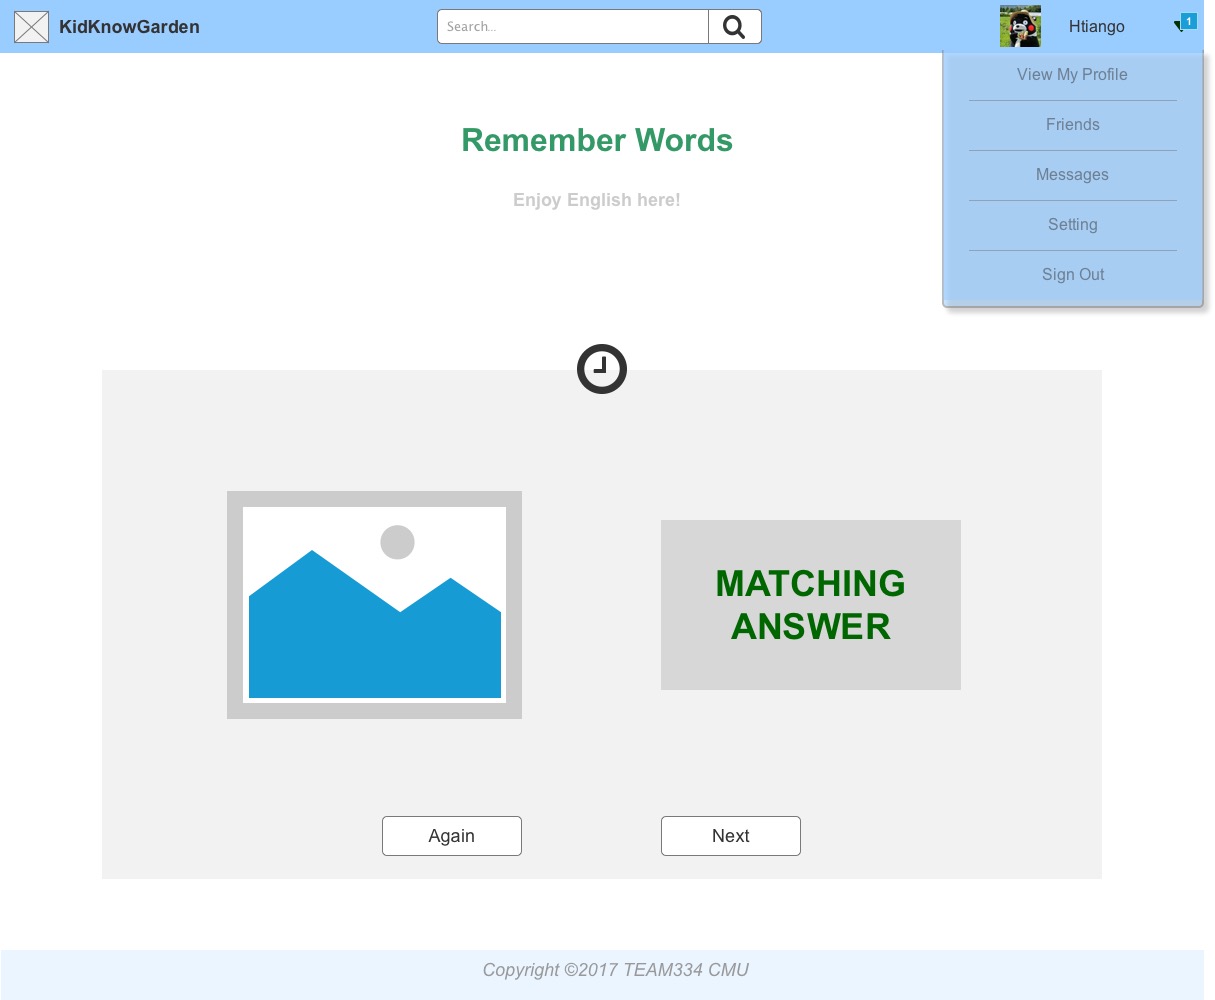 KidKnowGarden
Search...
Htiango
1
View My Profile
Friends
Messages
Setting
Sign Out
Remember Words
Enjoy English here!
MATCHING
ANSWER
Again
Next
Copyright ©2017 TEAM334 CMU